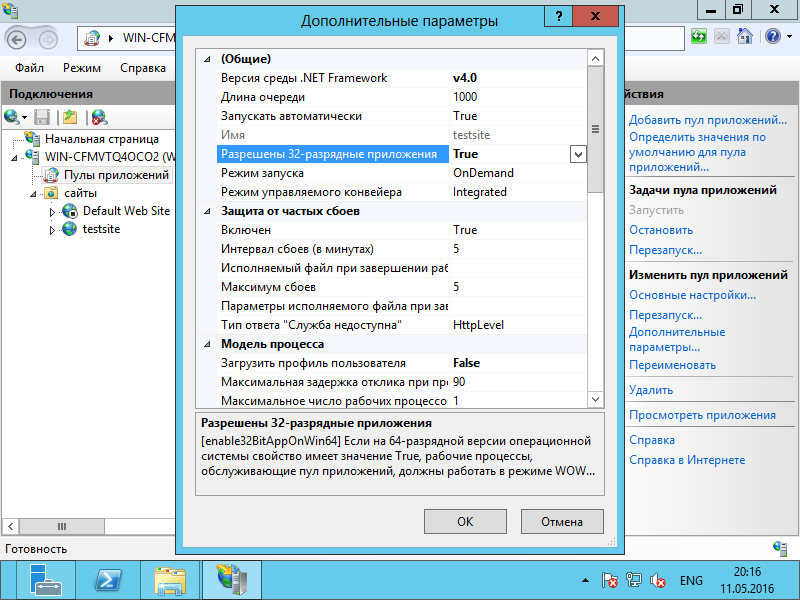 Дополнительные параметры
?
WIN-CFM
Файл Режим Справка
Подключения
Начальная страница
WIN-CFMVTQ4OCO2 (W
Пулы приложений
сайты
Default Web Site
testsite
(Общие)
Версия среды .NET Framework v4.0
Длина очереди 1000
Запускать автоматически True
Имя testsite
Разрешены 32-разрядные приложения True
Режим запуска OnDemand
Режим управляемого конвейера Integrated
Защита от частых сбоев
Включен True
Интервал сбоев (в минутах) 5
Исполняемый файл при завершении раб
Максимум сбоев 5
Параметры исполняемого файла при зав
Тип ответа "Служба недоступна" HttpLevel
Модель процесса
Загрузить профиль пользователя False
Максимальная задержка отклика при пр 90
Максимальное число рабочих процессо 1
Разрешены 32-разрядные приложения
[enable32BitAppOnWin64] Если на 64-разрядной версии операционной
системы свойство имеет значение True, рабочие процессы,
обслуживающие пул приложений, должны работать в режиме WOW...
OK Отмена
йствия
Добавить пул приложений...
Определить значения по
умолчанию для пула
приложений...
Задачи пула приложений
Запустить
Остановить
Перезапуск...
Изменить пул приложений
Основные настройки...
Перезапуск...
Дополнительные
параметры...
Переименовать
Удалить
Просмотреть приложения
Справка
Справка в Интернете
Готовность
ENG
20:16
11.05.2016